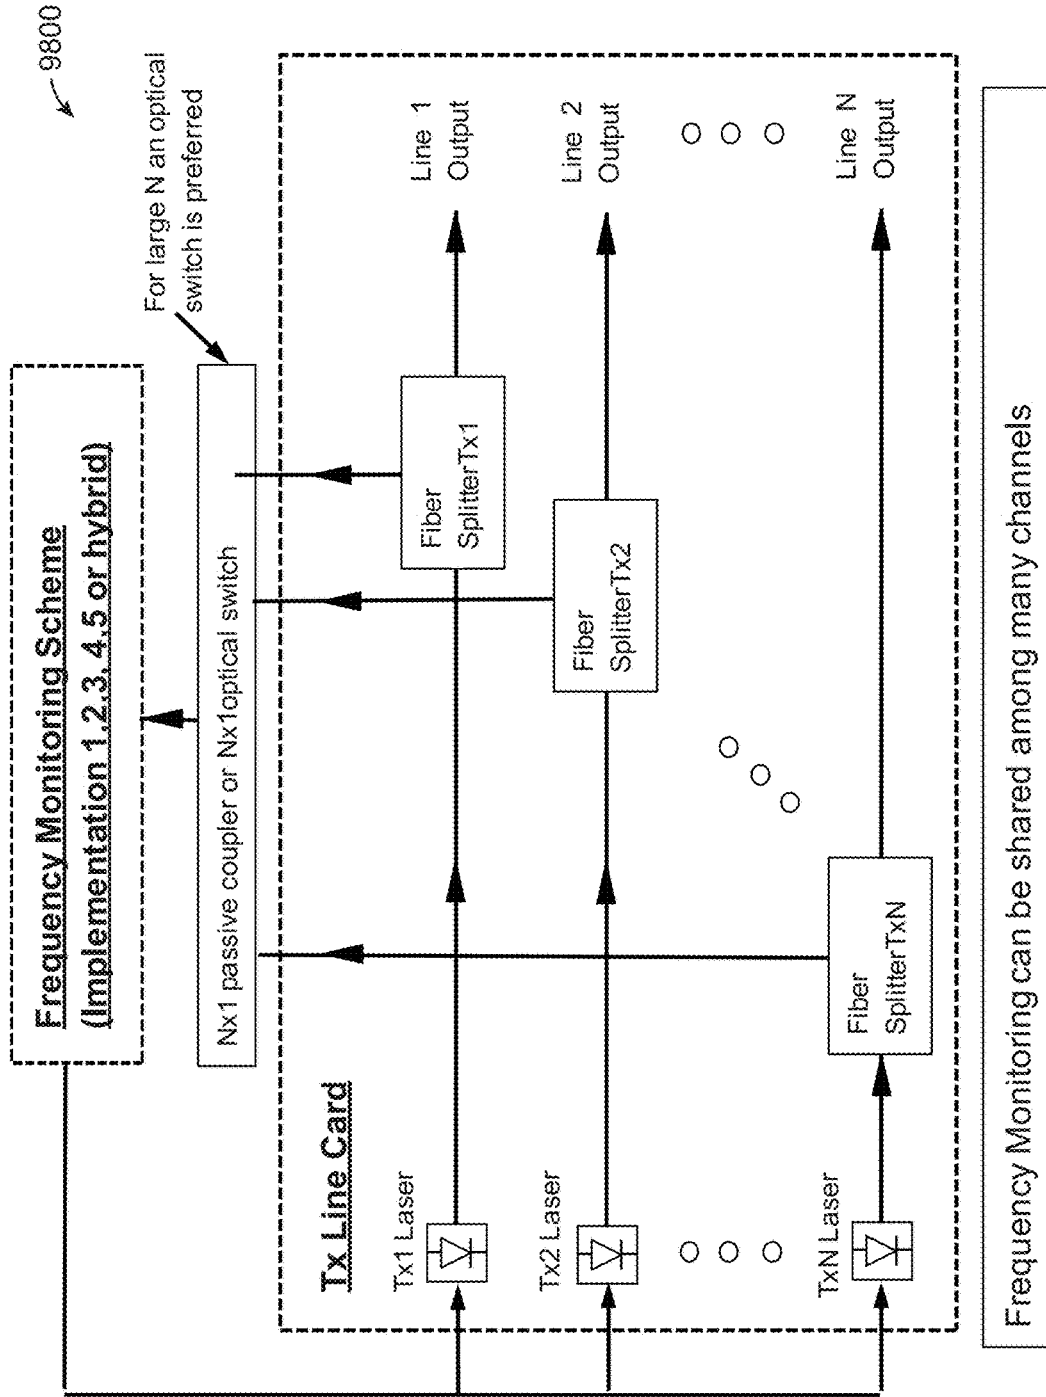 9800
Frequency Monitoring Scheme
(Implementation 1,2,3, 4,5 or hybrid)
For large N an optical
switch is preferred
Nx1 passive coupler or Nx1optical switch
Tx Line Card
Tx1 Laser
Fiber
SplitterTx1
Line 1
Output
Tx2 Laser
Fiber
SplitterTx2
Line 2
Output
TxN Laser
Fiber
SplitterTxN
Line N
Output
Frequency Monitoring can be shared among many channels